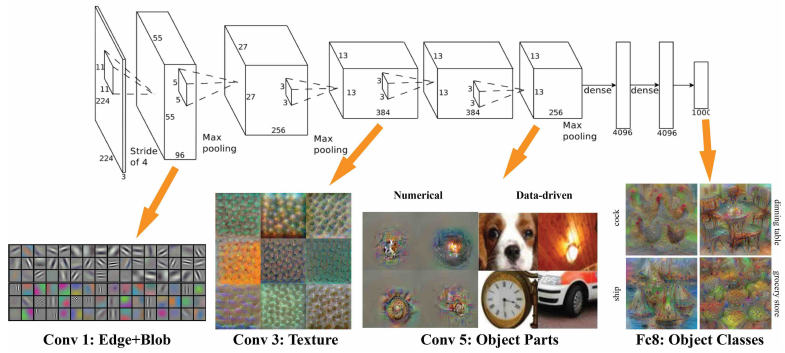 55
27
13
13
13
11
11
224
5
5
55
27
3
3
13
3
3
13
3
3
13
dense
dense
384
384
256
1000
256
4096
4096
Max
pooling
Max
pooling
Max
pooling
Stride
of 4
96
224
3
Numerical
Data-driven
cock
dinning table
ship
grocery store
Conv 1: Edge+Blob
Conv 3: Texture
Conv 5: Object Parts
Fc8: Object Classes